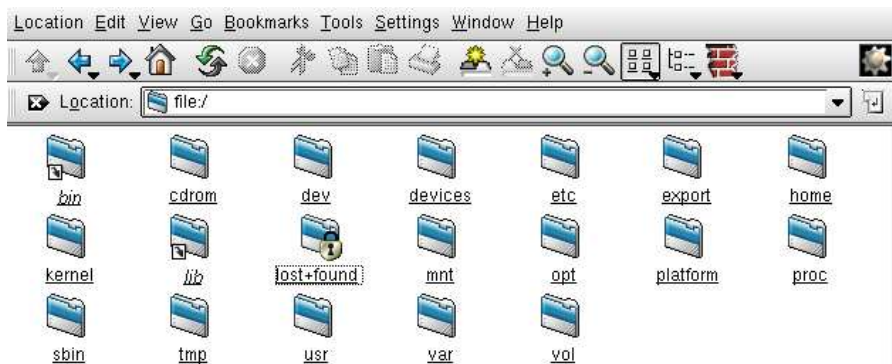 Location Edit View Go Bookmarks Tools Settings Window Help
Location: file:/
bin cdrom dev devices etc export home
kernel lib lost+found mnt opt platform proc
sbin tmp usr var vol